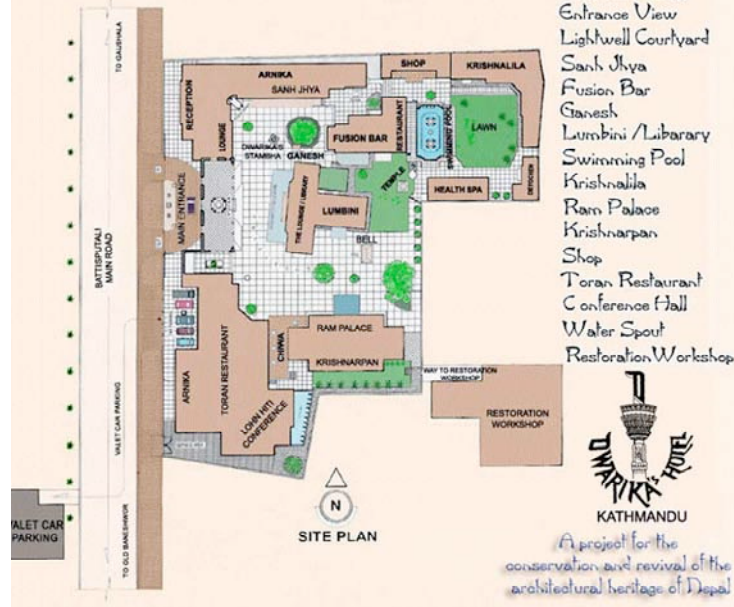 Entrance View
Lightwell Courtyard
Sanh Jhya
Fusion Bar
Ganesh
Lumbini /Libarary
Swimming Pool
Krishnalila
Ram Palace
Krishnarpan
Shop
Toran Restaurant
Conference Hall
Water Spout
Restoration Workshop
TO GAUSHALA
BATTISPUTALI
MAIN ROAD
VALET CAR PARKING
TO OLD BANESHWOR
VALET CAR
PARKING
MAIN ENTRANCE
RECEPTION
LOUNGE
ARNIKA
SANH JHYA
SHOP
KRISHNALILA
DWARIKA'S
STAMBHA
GANESH
FUSION BAR
RESTAURANT
SWIMMING POOL
LAWN
HEALTH SPA
TEMPLE
THE LOUNGE / LIBRARY
LUMBINI
BELL
ARNIKA
TORAN RESTAURANT
LOHN HITI
CONFERENCE
CHIWA
RAM PALACE
KRISHNARPAN
WAY TO RESTORATION
WORKSHOP
RESTORATION
WORKSHOP
N
SITE PLAN
DWARIKA'S HOTEL
KATHMANDU
A project for the
conservation and revival of the
architectural heritage of Nepal